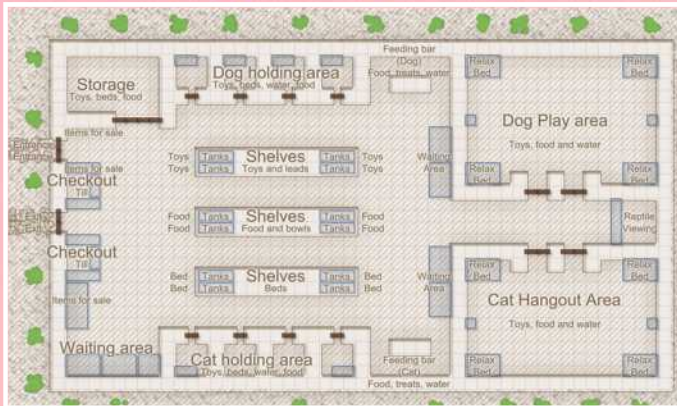 Storage
Toys, beds, food
Dog holding area
Toys, beds, water, food
Feeding bar
(Dog)
Food, treats, water
Relax
Bed
Relax
Bed
Dog Play area
Toys, food and water
Relax
Bed
Relax
Bed
Entrance
Entrance
Items for sale
Items for sale
Checkout
Till
Exit
Exit
Checkout
Till
Items for sale
Waiting area
Toys
Toys
Tanks
Tanks
Shelves
Toys and leads
Tanks
Tanks
Toys
Toys
Food
Food
Tanks
Tanks
Shelves
Food and bowls
Tanks
Tanks
Food
Food
Bed
Bed
Tanks
Tanks
Shelves
Beds
Tanks
Tanks
Bed
Bed
Waiting
Area
Waiting
Area
Reptile
Viewing
Relax
Bed
Relax
Bed
Cat Hangout Area
Toys, food and water
Relax
Bed
Relax
Bed
Cat holding area
Toys, beds, water, food
Feeding bar
(Cat)
Food, treats, water